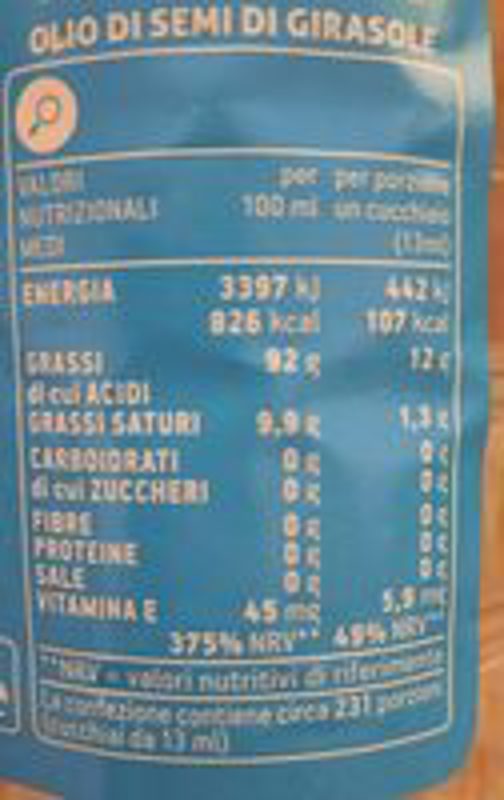 OLIO DI SEMI DI GIRASOLE
VALORI NUTRIZIONALI MEDI per 100 ml per porzione un cucchiaio (13ml)
ENERGIA 3397 kJ 442 kJ
826 kcal 107 kcal
GRASSI 92 g 12 g
di cui ACIDI
GRASSI SATURI 9,9 g 1,3 g
CARBOIDRATI 0 g 0 g
di cui ZUCCHERI 0 g 0 g
FIBRE 0 g 0 g
PROTEINE 0 g 0 g
SALE 0 g 0 g
VITAMINA E 45 mg 5,9 mg
375% NRV** 49% NRV**
**NRV = valori nutritivi di riferimento
La confezione contiene circa 231 porzioni
(cucchiai da 13 ml)